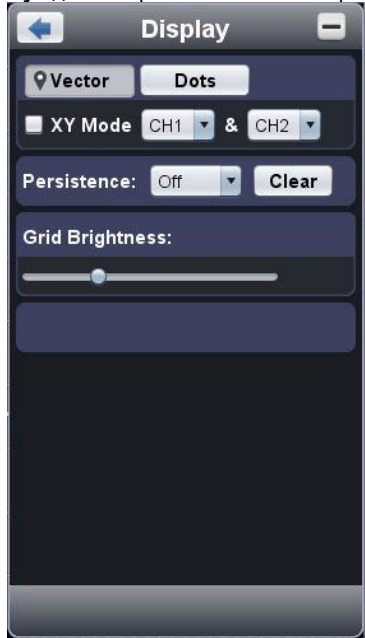 Display
Vector Dots
XY Mode CH1 & CH2
Persistence: Off Clear
Grid Brightness: